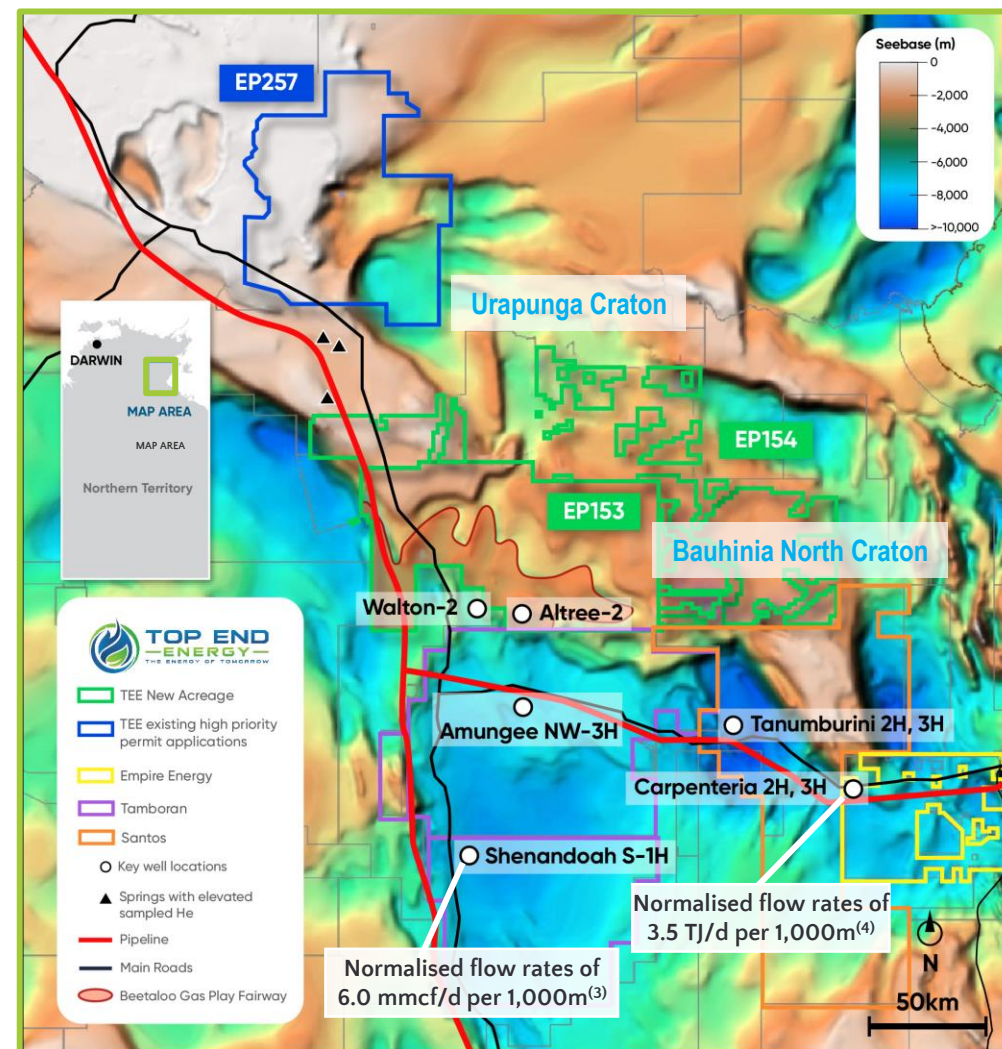 EP257
Seebase (m)
0
-2,000
-4,000
-6,000
-8,000
>-10,000
Urapunga Craton
DARWIN
MAP AREA
MAP AREA
Northern Territory
EP154
EP153
Bauhinia North Craton
Walton-2
Altree-2
Amungee NW-3H
Tanumburini 2H, 3H
Carpenteria 2H, 3H
Shenandoah S-1H
TOP END
ENERGY
THE ENERGY OF TOMORROW
TEE New Acreage
TEE existing high priority
permit applications
Empire Energy
Tamboran
Santos
Key well locations
Springs with elevated
sampled He
Pipeline
Main Roads
Beetaloo Gas Play Fairway
Normalised flow rates of
6.0 mmcf/d per 1,000m(3)
Normalised flow rates of
3.5 TJ/d per 1,000m(4)
N
50km